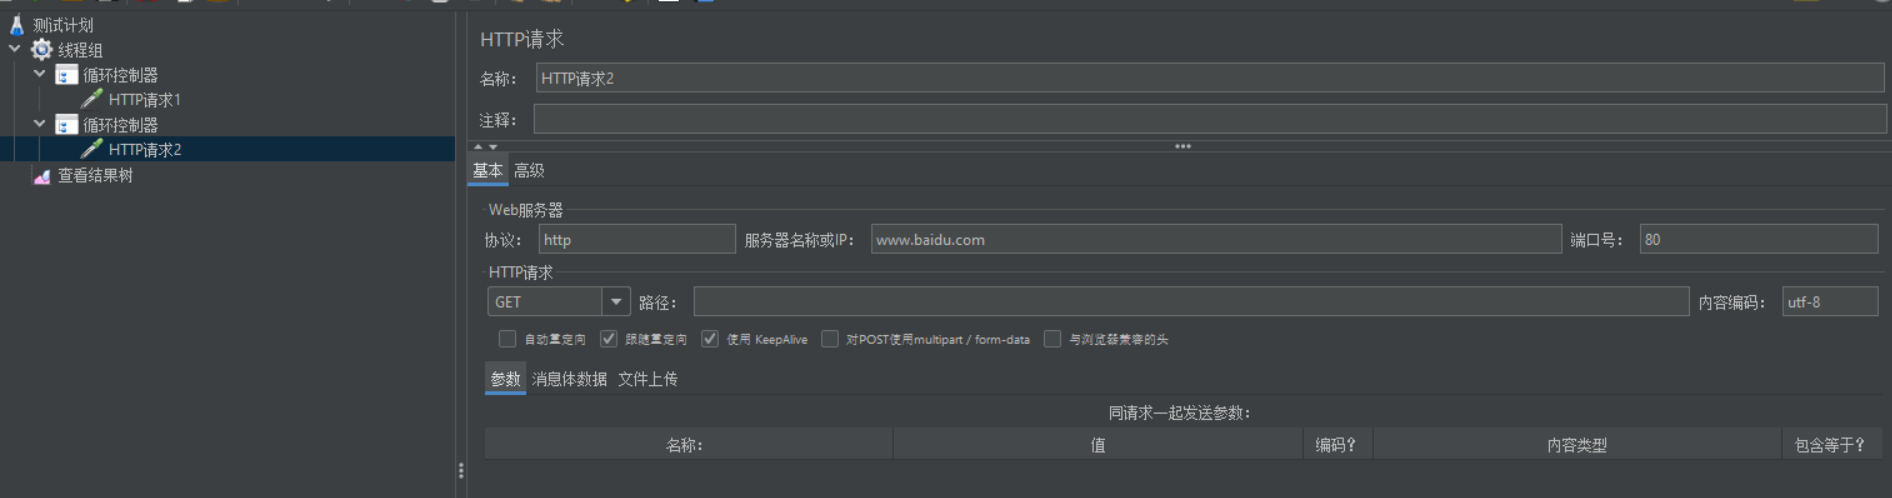 测试计划
线程组
循环控制器
HTTP请求1
循环控制器
HTTP请求2
查看结果树
HTTP请求
名称： HTTP请求2
注释：
基本 高级
Web服务器
协议： http 服务器名称或IP： www.baidu.com 端口号： 80
HTTP请求
GET 路径： 内容编码： utf-8
自动重定向 跟随重定向 使用 KeepAlive 对POST使用multipart / form-data 与浏览器兼容的头
参数 消息体数据 文件上传
同请求一起发送参数：
名称： 值 编码？ 内容类型 包含等于？